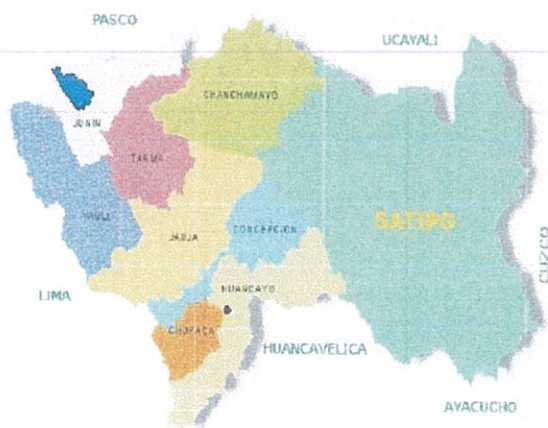 PASCO
UCAYALI
CHANCHAMAYO
JUNIN
TARMA
YAULI
SATIPO
JAUJA
CONCEPCION
CUZCO
LIMA
HUANCAYO
CHUPACA
HUANCAVELICA
AYACUCHO